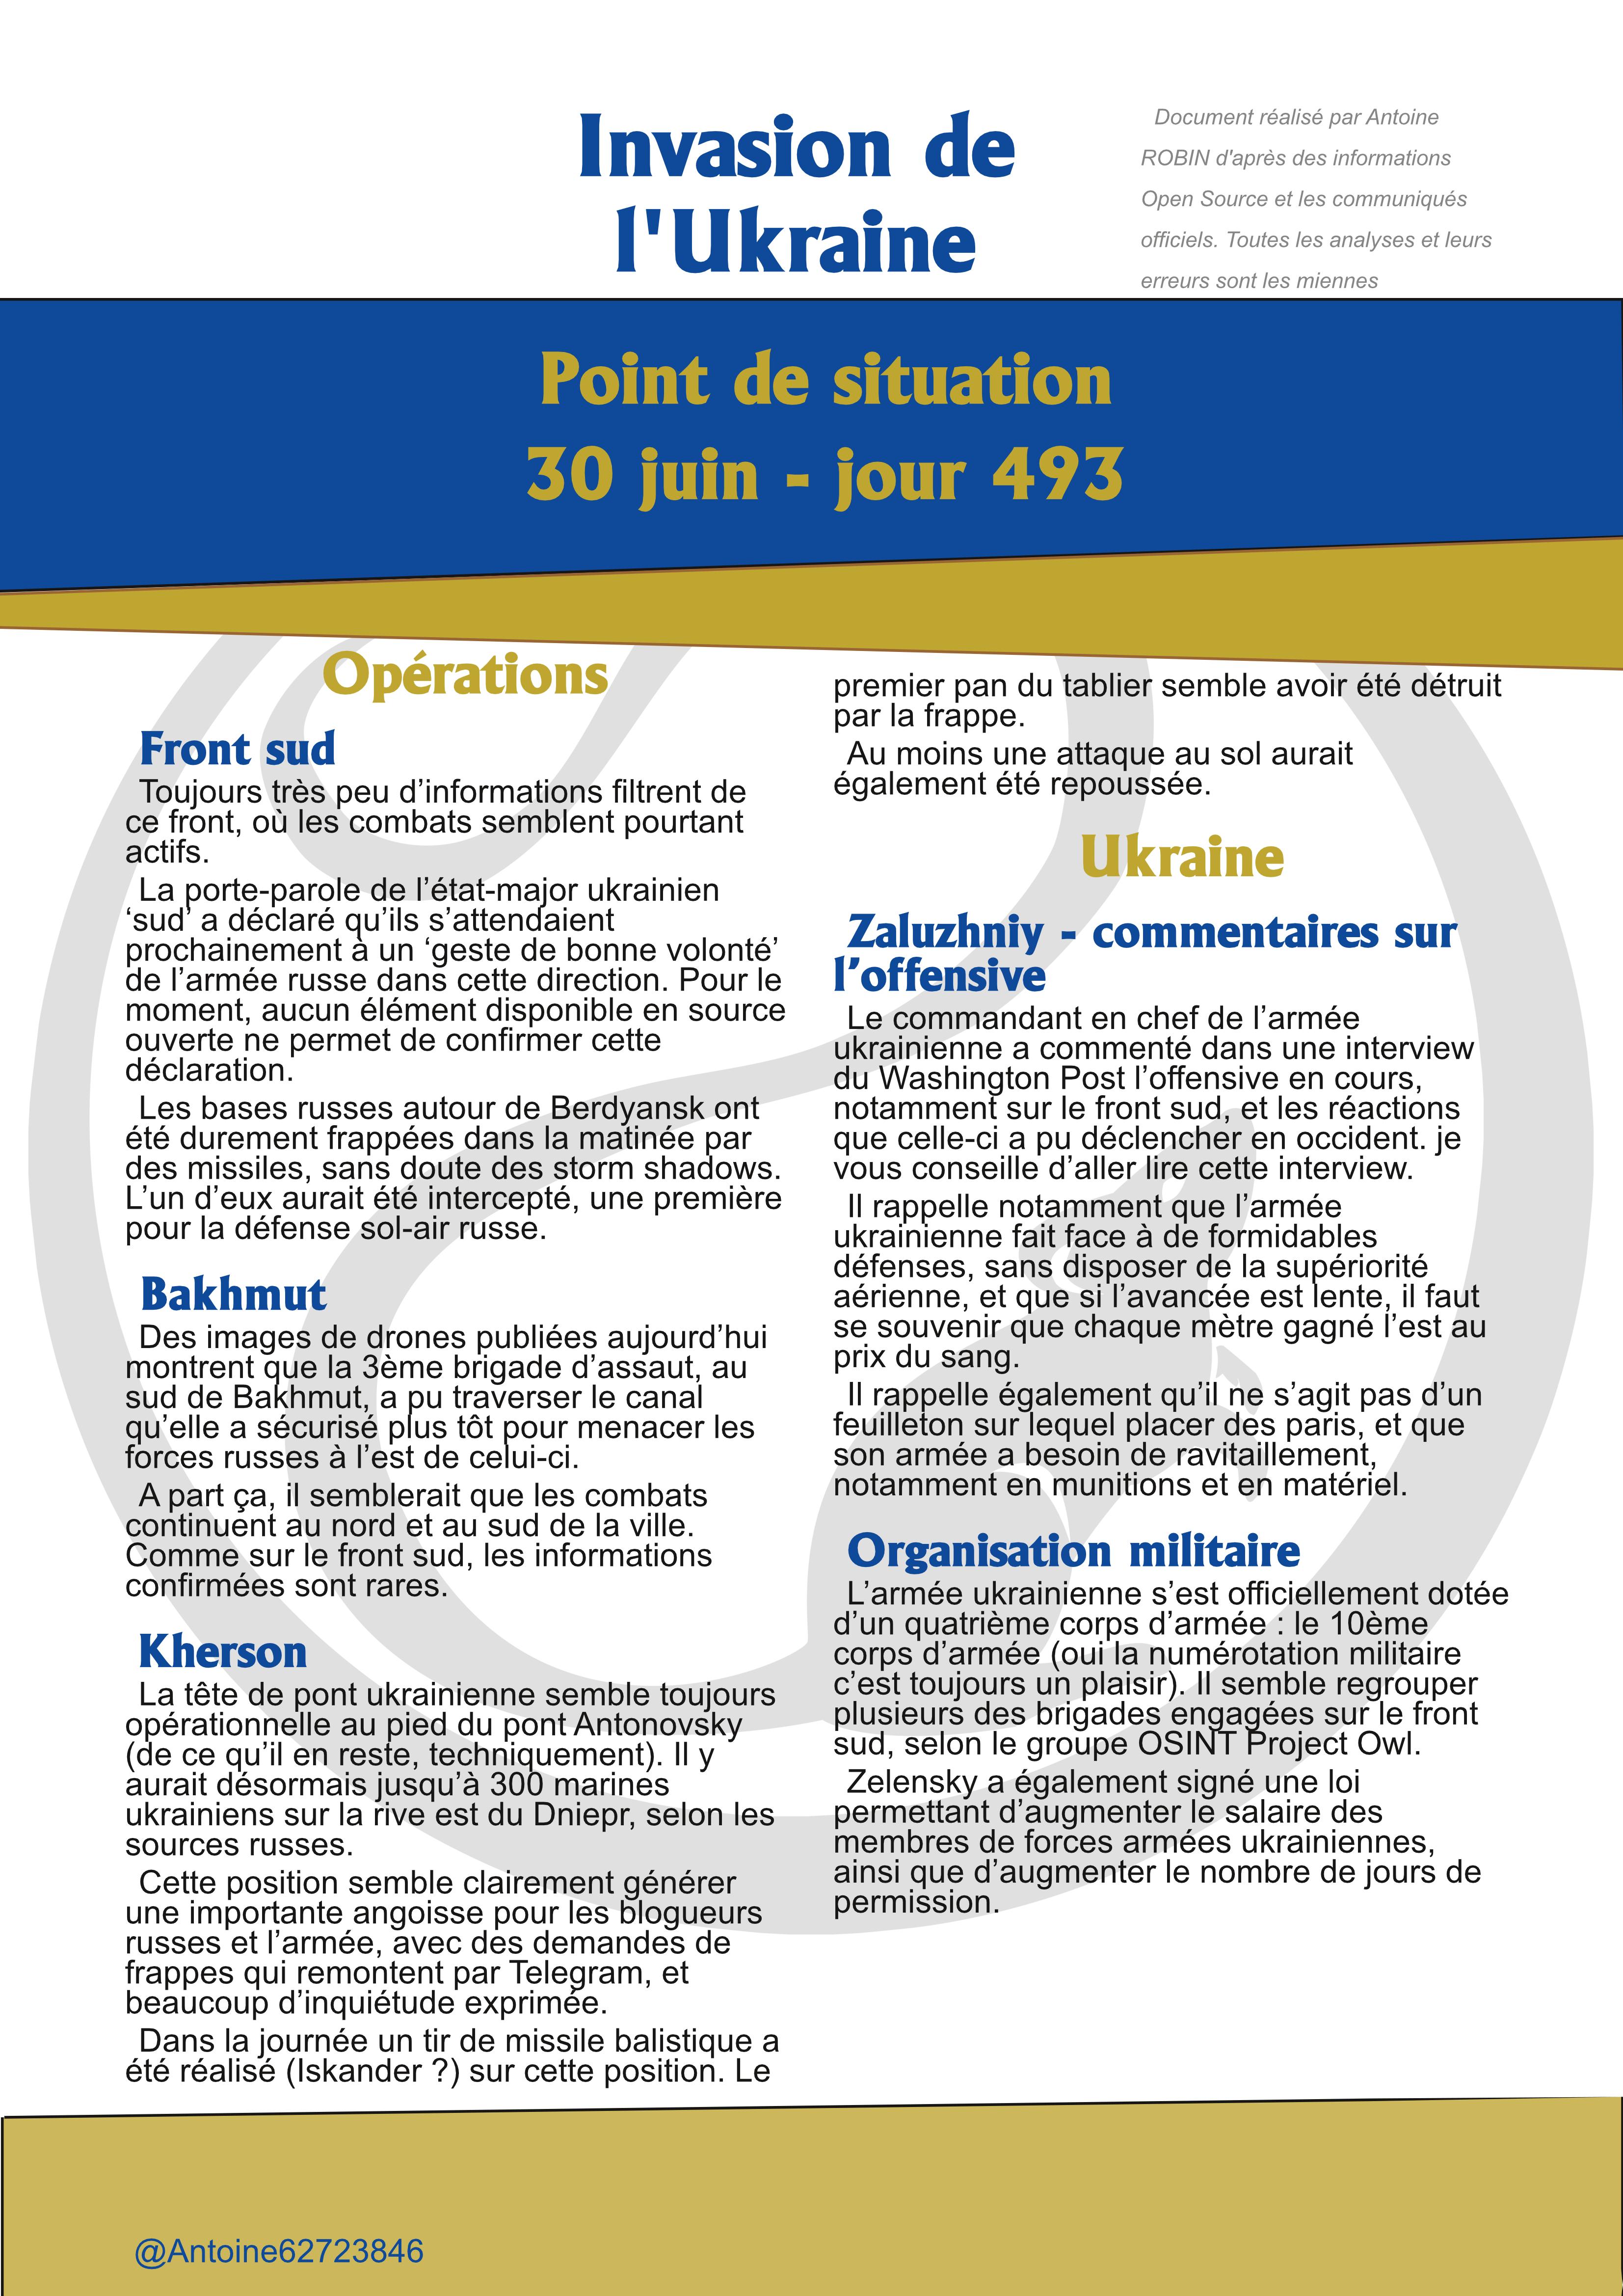 Invasion de
l'Ukraine
Document réalisé par Antoine
ROBIN d'après des informations
Open Source et les communiqués
officiels. Toutes les analyses et leurs
erreurs sont les miennes
Point de situation
30 juin - jour 493
Opérations
Front sud
Toujours très peu d’informations filtrent de
ce front, où les combats semblent pourtant
actifs.
La porte-parole de l’état-major ukrainien
‘sud’ a déclaré qu’ils s’attendaient
prochainement à un ‘geste de bonne volonté’
de l’armée russe dans cette direction. Pour le
moment, aucun élément disponible en source
ouverte ne permet de confirmer cette
déclaration.
Les bases russes autour de Berdyansk ont
été durement frappées dans la matinée par
des missiles, sans doute des storm shadows.
L’un d’eux aurait été intercepté, une première
pour la défense sol-air russe.
Bakhmut
Des images de drones publiées aujourd’hui
montrent que la 3ème brigade d’assaut, au
sud de Bakhmut, a pu traverser le canal
qu’elle a sécurisé plus tôt pour menacer les
forces russes à l’est de celui-ci.
A part ça, il semblerait que les combats
continuent au nord et au sud de la ville.
Comme sur le front sud, les informations
confirmées sont rares.
Kherson
La tête de pont ukrainienne semble toujours
opérationnelle au pied du pont Antonovsky
(de ce qu’il en reste, techniquement). Il y
aurait désormais jusqu’à 300 marines
ukrainiens sur la rive est du Dniepr, selon les
sources russes.
Cette position semble clairement générer
une importante angoisse pour les blogueurs
russes et l’armée, avec des demandes de
frappes qui remontent par Telegram, et
beaucoup d’inquiétude exprimée.
Dans la journée un tir de missile balistique a
été réalisé (Iskander ?) sur cette position. Le
premier pan du tablier semble avoir été détruit
par la frappe.
Au moins une attaque au sol aurait
également été repoussée.
Ukraine
Zaluzhniy - commentaires sur
l’offensive
Le commandant en chef de l’armée
ukrainienne a commenté dans une interview
du Washington Post l’offensive en cours,
notamment sur le front sud, et les réactions
que celle-ci a pu déclencher en occident. je
vous conseille d’aller lire cette interview.
Il rappelle notamment que l’armée
ukrainienne fait face à de formidables
défenses, sans disposer de la supériorité
aérienne, et que si l’avancée est lente, il faut
se souvenir que chaque mètre gagné l’est au
prix du sang.
Il rappelle également qu’il ne s’agit pas d’un
feuilleton sur lequel placer des paris, et que
son armée a besoin de ravitaillement,
notamment en munitions et en matériel.
Organisation militaire
L’armée ukrainienne s’est officiellement dotée
d’un quatrième corps d’armée : le 10ème
corps d’armée (oui la numérotation militaire
c’est toujours un plaisir). Il semble regrouper
plusieurs des brigades engagées sur le front
sud, selon le groupe OSINT Project Owl.
Zelensky a également signé une loi
permettant d’augmenter le salaire des
membres de forces armées ukrainiennes,
ainsi que d’augmenter le nombre de jours de
permission.
@Antoine62723846